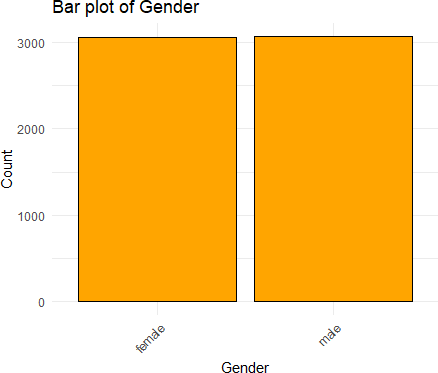 Bar plot of Gender
3000
2000
1000
0
Count
female
male
Gender